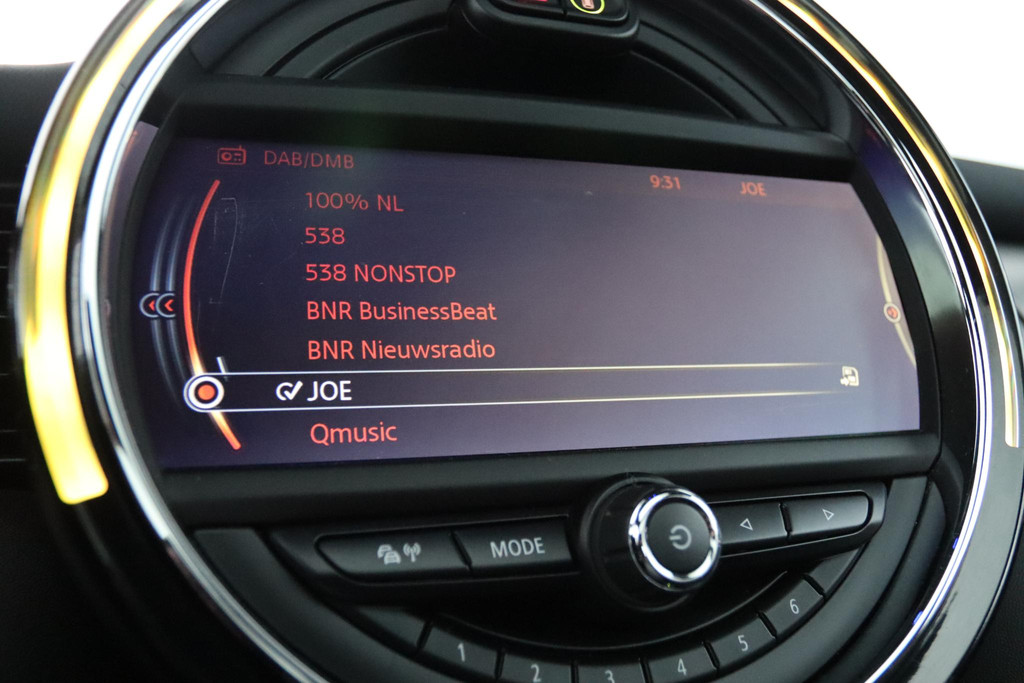 DAB/DMB
9:31 JOE
100% NL
538
538 NONSTOP
BNR BusinessBeat
BNR Nieuwsradio
JOE
Qmusic
MODE
1 2 3 4 5 6